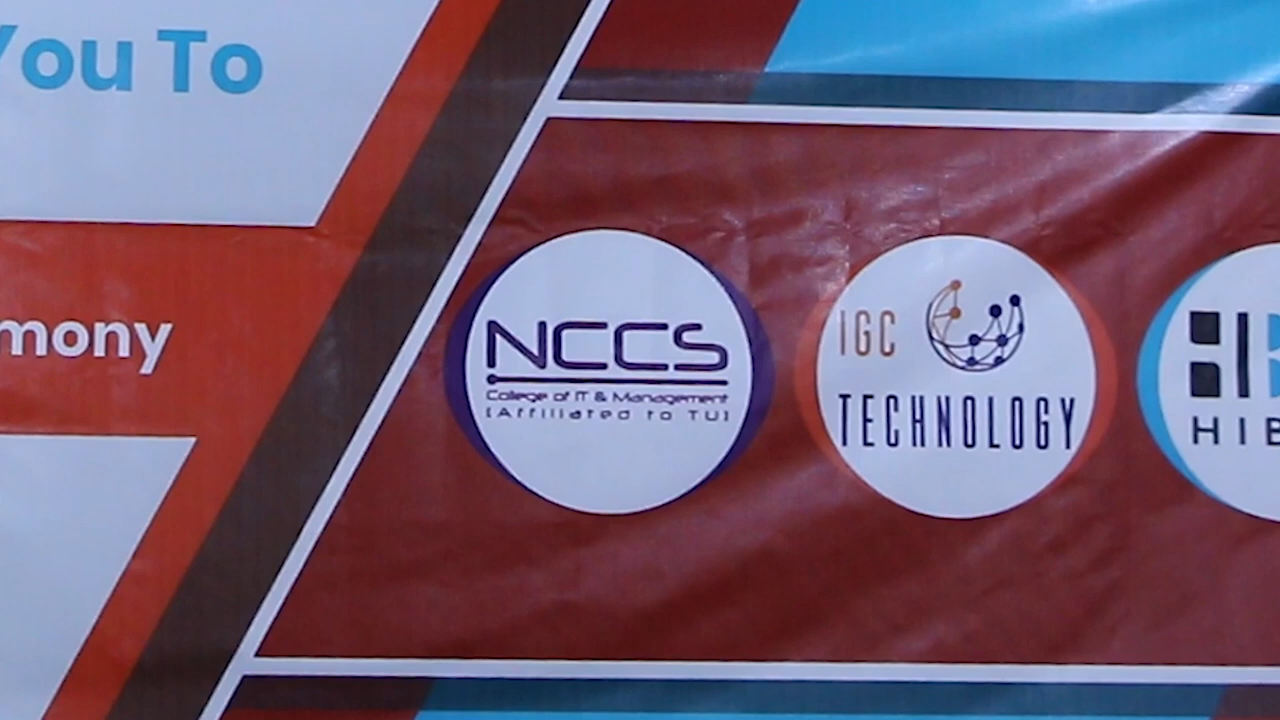 You To
mony
NCCS
College of IT & Management
[Affiliated to TU]
IGC
TECHNOLOGY
HIB